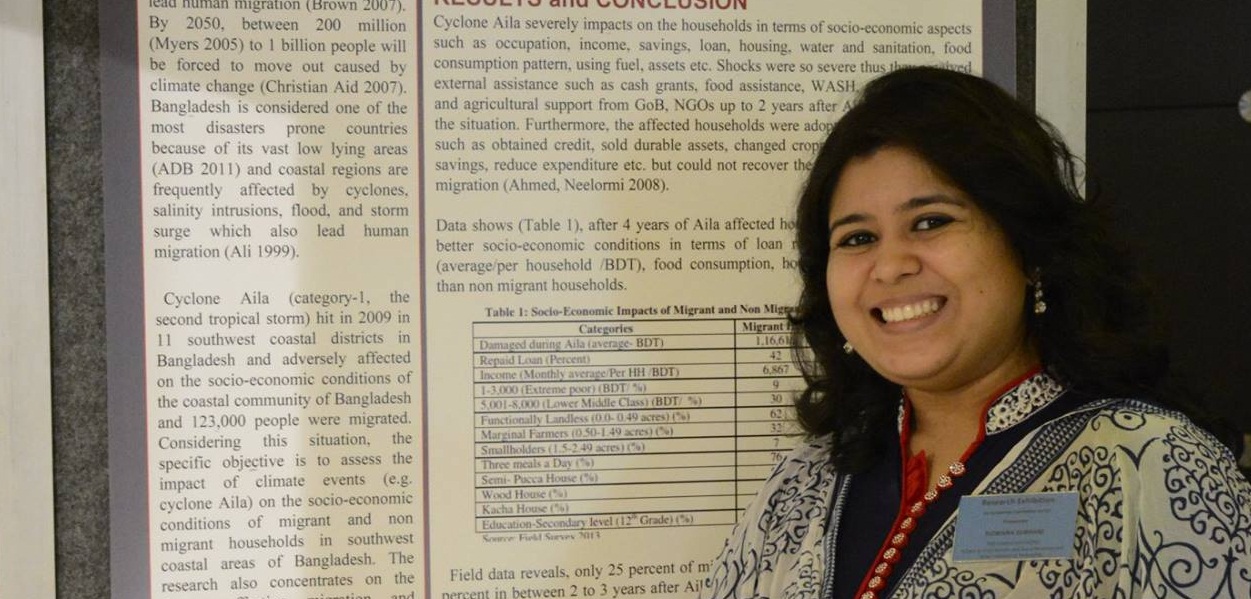 lead human migration (Brown 2007).
By 2050, between 200 million
(Myers 2005) to 1 billion people will
be forced to move out caused by
climate change (Christian Aid 2007).
Bangladesh is considered one of the
most disasters prone countries
because of its vast low lying areas
(ADB 2011) and coastal regions are
frequently affected by cyclones,
salinity intrusions, flood, and storm
surge which also lead human
migration (Ali 1999).
Cyclone Aila (category-1, the
second tropical storm) hit in 2009 in
11 southwest coastal districts in
Bangladesh and adversely affected
on the socio-economic conditions of
the coastal community of Bangladesh
and 123,000 people were migrated.
Considering this situation, the
specific objective is to assess the
impact of climate events (e.g.
cyclone Aila) on the socio-economic
conditions of migrant and non
migrant households in southwest
coastal areas of Bangladesh. The
research also concentrates on the
migration and
RESULTS and CONCLUSION
Cyclone Aila severely impacts on the households in terms of socio-economic aspects
such as occupation, income, savings, loan, housing, water and sanitation, food
consumption pattern, using fuel, assets etc. Shocks were so severe thus they received
external assistance such as cash grants, food assistance, WASH,
and agricultural support from GoB, NGOs up to 2 years after
the situation. Furthermore, the affected households were
such as obtained credit, sold durable assets, changed
savings, reduce expenditure etc. but could not recover
migration (Ahmed, Neelormi 2008).
Data shows (Table 1), after 4 years of Aila affected
better socio-economic conditions in terms of loan
(average/per household /BDT), food consumption,
than non migrant households.
Table 1: Socio-Economic Impacts of Migrant and Non
Categories Migrant
Damaged during Aila (average- BDT) 1,16,61
Repaid Loan (Percent) 42
Income (Monthly average/Per HH /BDT) 6,867
1-3,000 (Extreme poor) (BDT/ %) 9
5,001-8,000 (Lower Middle Class) (BDT/ %) 30
Functionally Landless (0.0- 0.49 acres) (%) 62
Marginal Farmers (0.50-1.49 acres) (%) 32
Smallholders (1.5-2.49 acres) (%) 7
Three meals a Day (%) 76
Semi- Pucca House (%)
Wood House (%)
Kacha House (%)
Education-Secondary level (12th Grade) (%)
Source: Field Survey 2013
Field data reveals, only 25 percent of
percent in between 2 to 3 years after
Research Exhibition